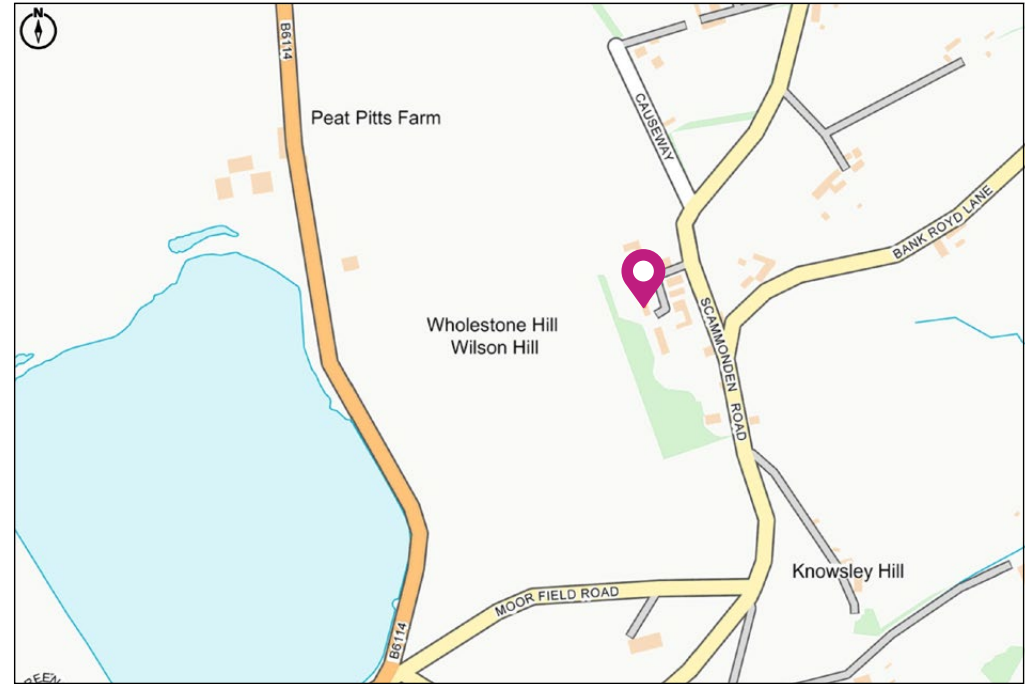 N
B6114
Peat Pitts Farm
CAUSEWAY
BANK ROYD LANE
Wholestone Hill
Wilson Hill
SCAMMONDEN ROAD
Knowsley Hill
MOOR FIELD ROAD
B6114